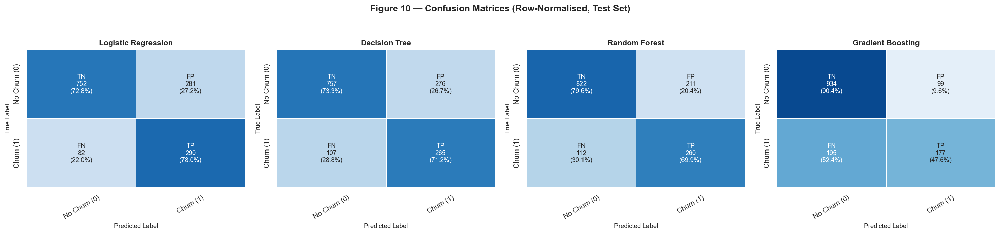 Figure 10 — Confusion Matrices (Row-Normalised, Test Set)
Logistic Regression
True Label
No Churn (0)
Churn (1)
TN
752
(72.8%)
FP
281
(27.2%)
FN
82
(22.0%)
TP
290
(78.0%)
No Churn (0)
Churn (1)
Predicted Label
Decision Tree
True Label
No Churn (0)
Churn (1)
TN
757
(73.3%)
FP
276
(26.7%)
FN
107
(28.8%)
TP
265
(71.2%)
No Churn (0)
Churn (1)
Predicted Label
Random Forest
True Label
No Churn (0)
Churn (1)
TN
822
(79.6%)
FP
211
(20.4%)
FN
112
(30.1%)
TP
260
(69.9%)
No Churn (0)
Churn (1)
Predicted Label
Gradient Boosting
True Label
No Churn (0)
Churn (1)
TN
934
(90.4%)
FP
99
(9.6%)
FN
195
(52.4%)
TP
177
(47.6%)
No Churn (0)
Churn (1)
Predicted Label